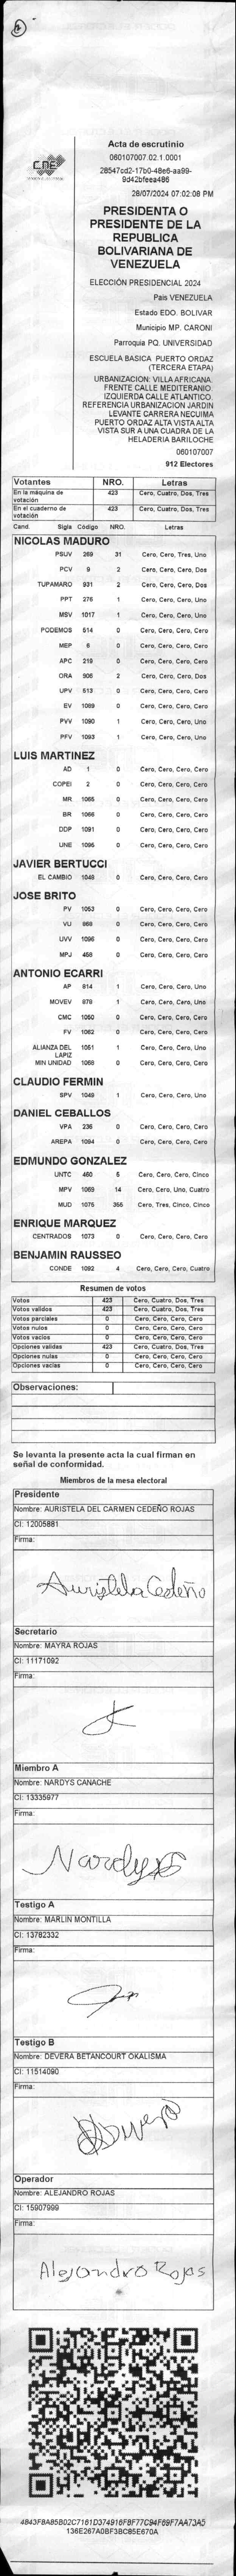 2
CNE
Acta de escrutinio
060107007.02.1.0001
28547cd2-17b0-48e6-aa99-
9d42bfeea486
28/07/2024 07:02:08 PM
PRESIDENTA O
PRESIDENTE DE LA
REPUBLICA
BOLIVARIANA DE
VENEZUELA
ELECCIÓN PRESIDENCIAL 2024
Pais VENEZUELA
Estado EDO. BOLIVAR
Municipio MP. CARONI
Parroquia PQ. UNIVERSIDAD
ESCUELA BASICA PUERTO ORDAZ
(TERCERA ETAPA)
URBANIZACION: VILLA AFRICANA.
FRENTE CALLE MEDITERANIO.
IZQUIERDA CALLE ATLANTICO.
REFERENCIA URBANIZACION JARDIN
LEVANTE CARRERA NECUIMA
PUERTO ORDAZ ALTA VISTA ALTA
VISTA SUR A UNA CUADRA DE LA
HELADERIA BARILOCHE
060107007
912 Electores
Votantes NRO. Letras
En la máquina de votación 423 Cero, Cuatro, Dos, Tres
En el cuaderno de votación 423 Cero, Cuatro, Dos, Tres
Cand. Sigla Código NRO. Letras
NICOLAS MADURO
PSUV 269 31 Cero, Cero, Tres, Uno
PCV 9 2 Cero, Cero, Cero, Dos
TUPAMARO 931 2 Cero, Cero, Cero, Dos
PPT 276 1 Cero, Cero, Cero, Uno
MSV 1017 1 Cero, Cero, Cero, Uno
PODEMOS 514 0 Cero, Cero, Cero, Cero
MEP 6 0 Cero, Cero, Cero, Cero
APC 219 0 Cero, Cero, Cero, Cero
ORA 906 2 Cero, Cero, Cero, Dos
UPV 513 0 Cero, Cero, Cero, Cero
EV 1089 0 Cero, Cero, Cero, Cero
PVV 1090 1 Cero, Cero, Cero, Uno
PFV 1093 1 Cero, Cero, Cero, Uno
LUIS MARTINEZ
AD 1 0 Cero, Cero, Cero, Cero
COPEI 2 0 Cero, Cero, Cero, Cero
MR 1065 0 Cero, Cero, Cero, Cero
BR 1066 0 Cero, Cero, Cero, Cero
DDP 1091 0 Cero, Cero, Cero, Cero
UNE 1095 0 Cero, Cero, Cero, Cero
JAVIER BERTUCCI
EL CAMBIO 1048 0 Cero, Cero, Cero, Cero
JOSE BRITO
PV 1053 0 Cero, Cero, Cero, Cero
VU 868 0 Cero, Cero, Cero, Cero
UVV 1096 0 Cero, Cero, Cero, Cero
MPJ 458 0 Cero, Cero, Cero, Cero
ANTONIO ECARRI
AP 814 1 Cero, Cero, Cero, Uno
MOVEV 879 1 Cero, Cero, Cero, Uno
CMC 1050 0 Cero, Cero, Cero, Cero
FV 1062 0 Cero, Cero, Cero, Cero
ALIANZA DEL LAPIZ 1051 1 Cero, Cero, Cero, Uno
MIN UNIDAD 1068 0 Cero, Cero, Cero, Cero
CLAUDIO FERMIN
SPV 1049 1 Cero, Cero, Cero, Uno
DANIEL CEBALLOS
VPA 236 0 Cero, Cero, Cero, Cero
AREPA 1094 0 Cero, Cero, Cero, Cero
EDMUNDO GONZALEZ
UNTC 460 5 Cero, Cero, Cero, Cinco
MPV 1069 14 Cero, Cero, Uno, Cuatro
MUD 1075 355 Cero, Tres, Cinco, Cinco
ENRIQUE MARQUEZ
CENTRADOS 1073 0 Cero, Cero, Cero, Cero
BENJAMIN RAUSSEO
CONDE 1092 4 Cero, Cero, Cero, Cuatro
Resumen de votos
Votos 423 Cero, Cuatro, Dos, Tres
Votos validos 423 Cero, Cuatro, Dos, Tres
Votos parciales 0 Cero, Cero, Cero, Cero
Votos nulos 0 Cero, Cero, Cero, Cero
Votos vacios 0 Cero, Cero, Cero, Cero
Opciones validas 423 Cero, Cuatro, Dos, Tres
Opciones nulas 0 Cero, Cero, Cero, Cero
Opciones vacias 0 Cero, Cero, Cero, Cero
Observaciones:
Se levanta la presente acta la cual firman en
señal de conformidad.
Miembros de la mesa electoral
Presidente
Nombre: AURISTELA DEL CARMEN CEDEÑO ROJAS
CI: 12005881
Firma:
Auristela Cedeño
Secretario
Nombre: MAYRA ROJAS
CI: 11171092
Firma:
Miembro A
Nombre: NARDYS CANACHE
CI: 13335977
Firma:
Nardys
Testigo A
Nombre: MARLIN MONTILLA
CI: 13782332
Firma:
Testigo B
Nombre: DEVERA BETANCOURT OKALISMA
CI: 11514090
Firma:
Operador
Nombre: ALEJANDRO ROJAS
CI: 15907999
Firma:
Alejandro Rojas
4843F8A85B02C7161D374916F8F77C94F69F7AA73A5
136E267A0BF3BC85E670A